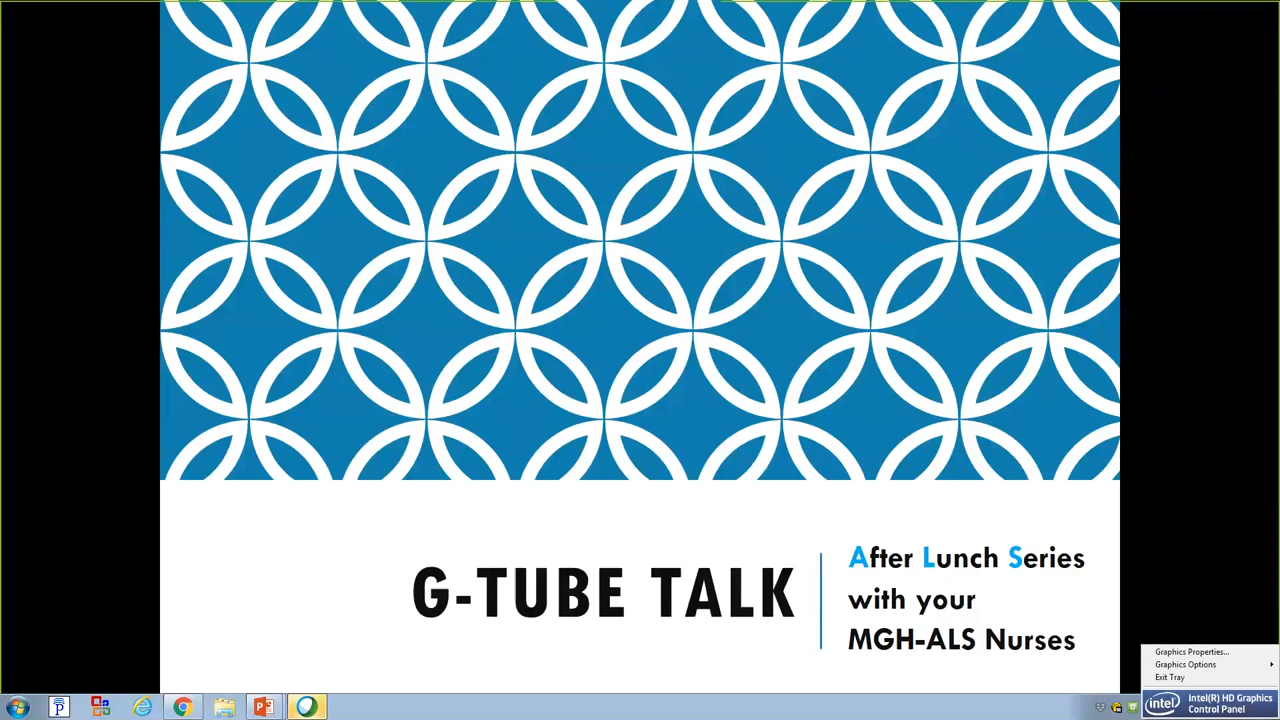 G-TUBE TALK
After Lunch Series
with your
MGH-ALS Nurses
Graphics Properties...
Graphics Options
Exit Tray
intel
Intel(R) HD Graphics
Control Panel